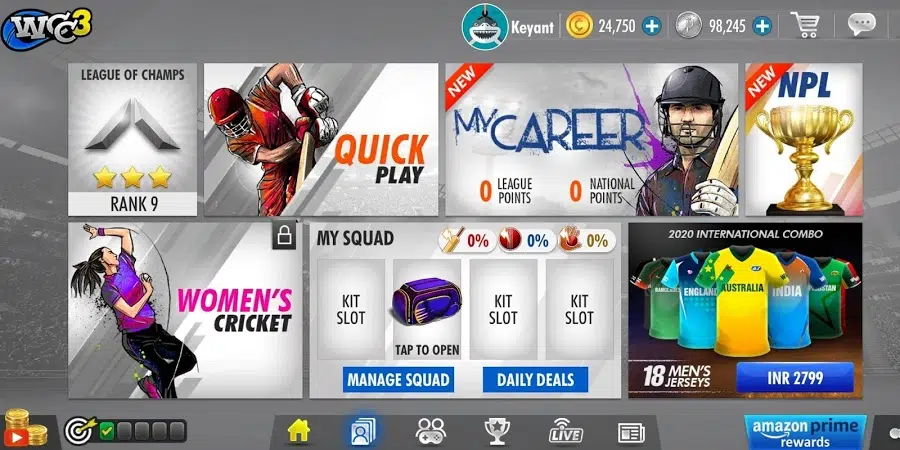 WCC3
Keyant
24,750
98,245
LEAGUE OF CHAMPS
RANK 9
QUICK
PLAY
NEW
MY CAREER
0 LEAGUE
POINTS
0 NATIONAL
POINTS
NEW
NPL
WOMEN'S
CRICKET
MY SQUAD
0%
0%
0%
KIT
SLOT
TAP TO OPEN
KIT
SLOT
KIT
SLOT
MANAGE SQUAD
DAILY DEALS
2020 INTERNATIONAL COMBO
ENGLAND
AUSTRALIA
INDIA
18 MEN'S
JERSEYS
INR 2799
LIVE
amazon prime
rewards